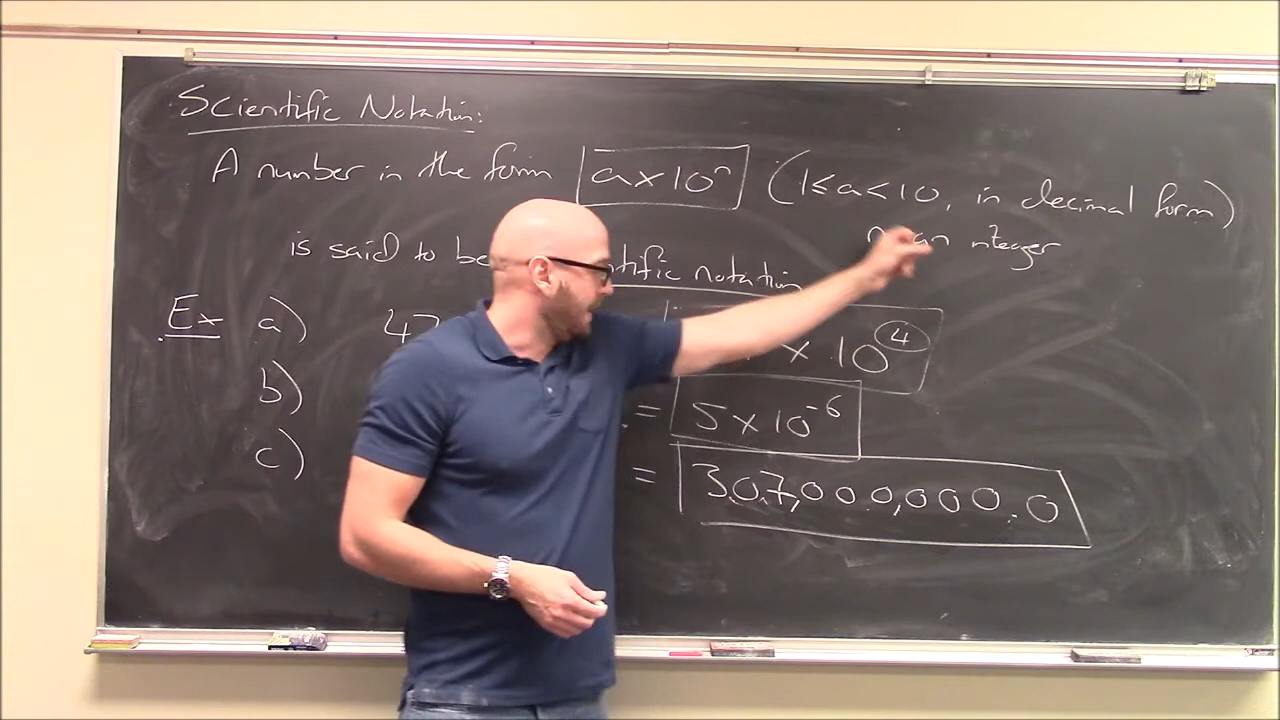 Scientific Notation:
A number in the form a×10ⁿ (1≤a<10, in decimal form)
an integer
is said to be notation
Ex a) 47 × 10⁴
b) = 5×10⁻⁶
c) = 307,000,000.0